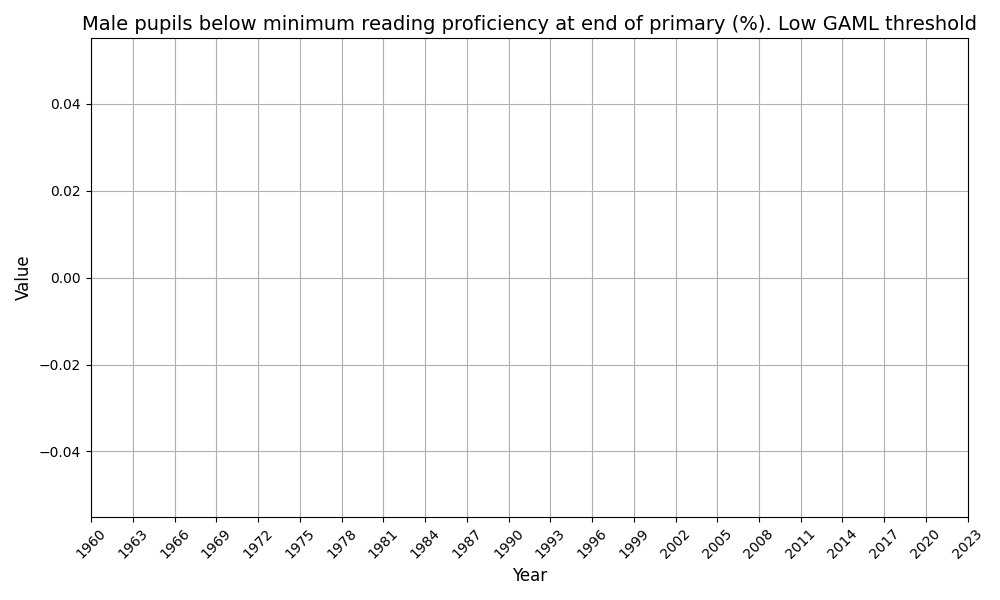 Male pupils below minimum reading proficiency at end of primary (%). Low GAML threshold
0.04
0.02
0.00
−0.02
−0.04
Value
1960 1963 1966 1969 1972 1975 1978 1981 1984 1987 1990 1993 1996 1999 2002 2005 2008 2011 2014 2017 2020 2023
Year